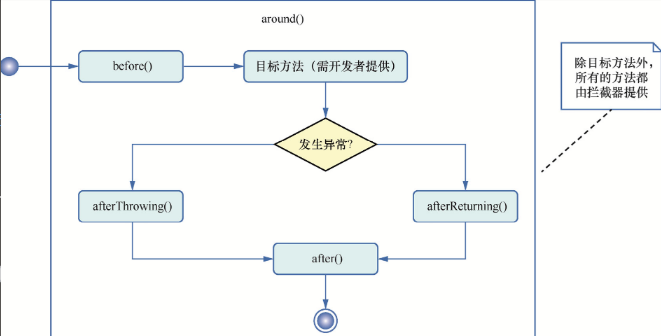 around()
before()
目标方法（需开发者提供）
除目标方法外，
所有的方法都
由拦截器提供
发生异常?
afterThrowing()
afterReturning()
after()